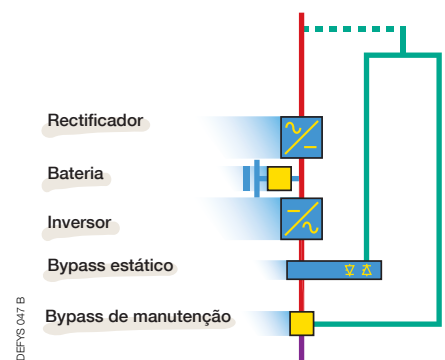 Rectificador
Bateria
Inversor
Bypass estático
Bypass de manutenção
DEFYS 047 B